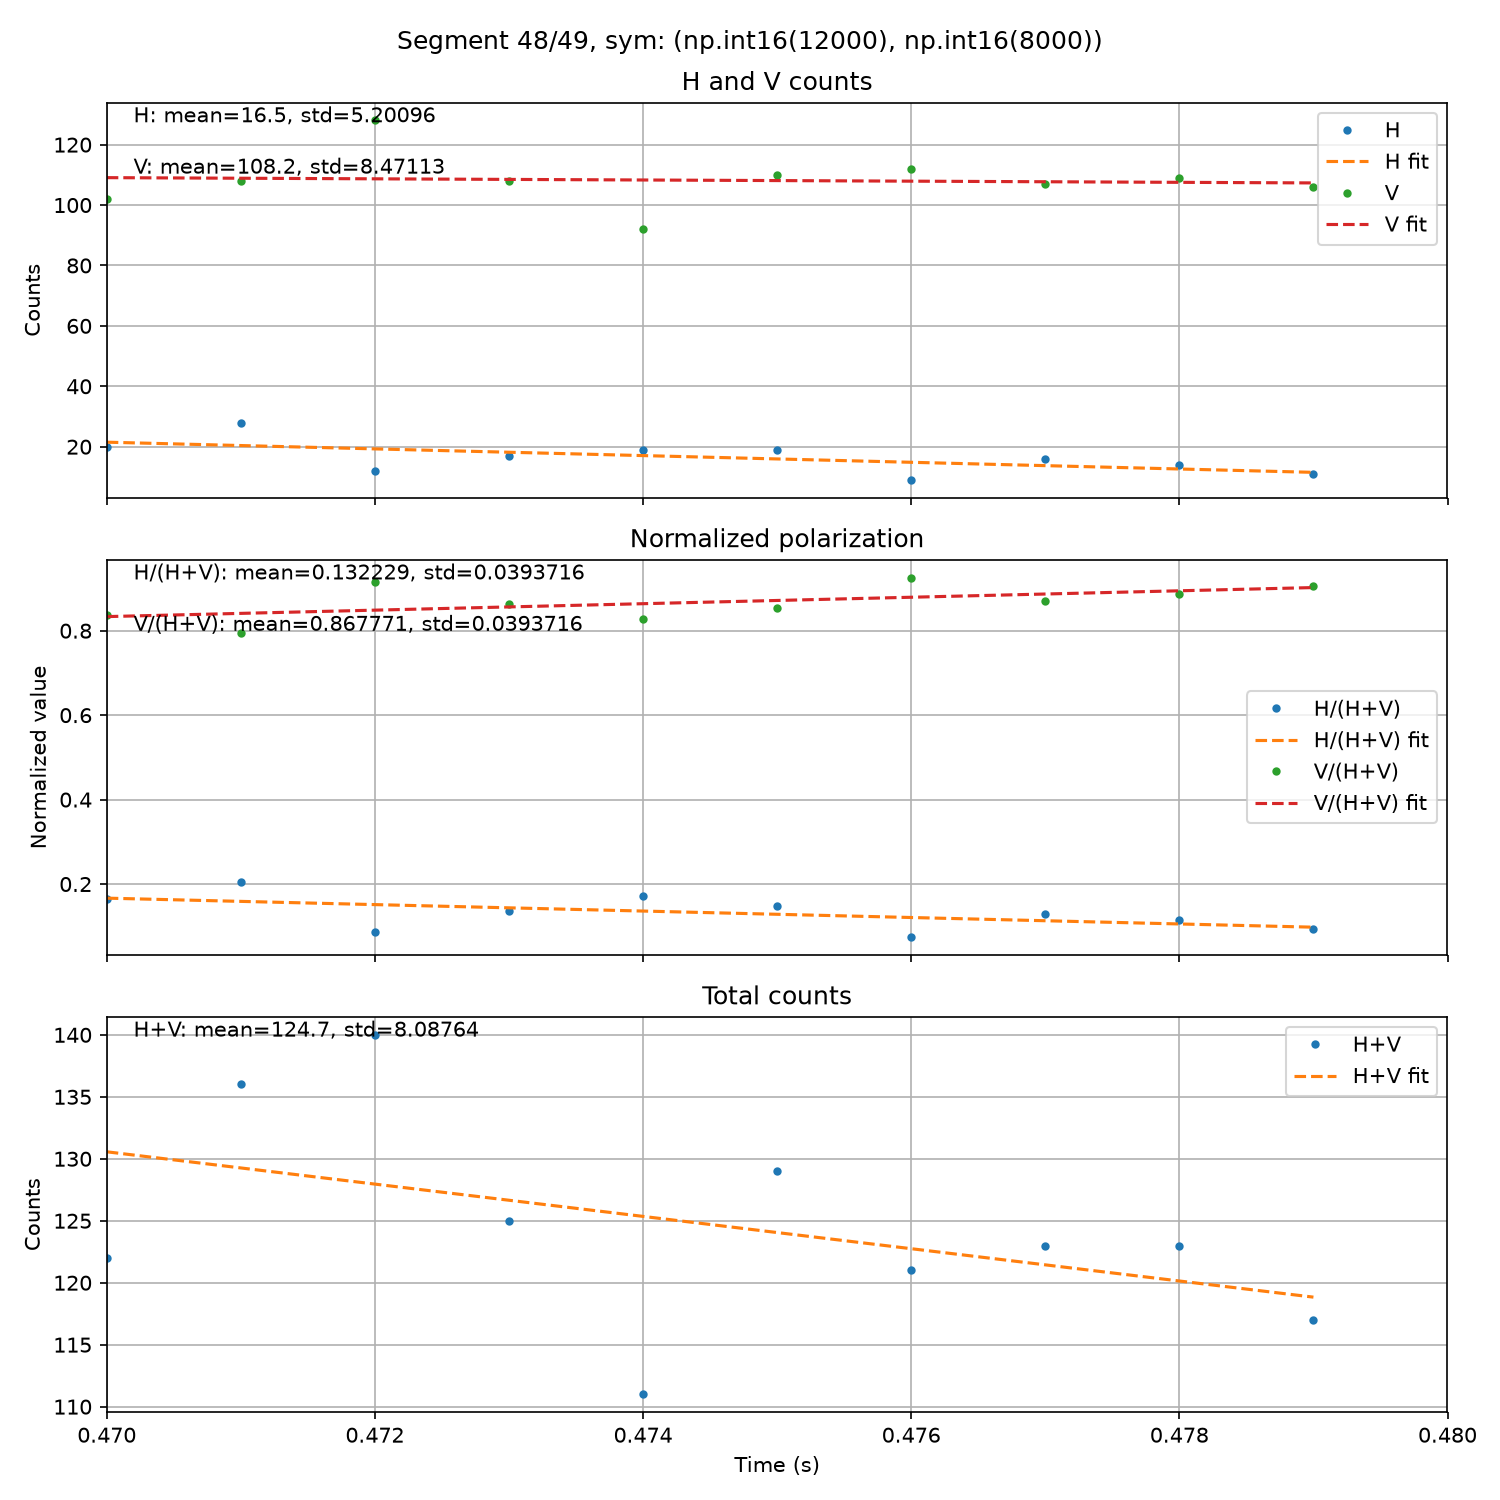 Segment 48/49, sym: (np.int16(12000), np.int16(8000))
H and V counts
H: mean=16.5, std=5.20096
V: mean=108.2, std=8.47113
H
H fit
V
V fit
120
100
80
60
40
20
Counts
Normalized polarization
H/(H+V): mean=0.132229, std=0.0393716
V/(H+V): mean=0.867771, std=0.0393716
H/(H+V)
H/(H+V) fit
V/(H+V)
V/(H+V) fit
0.8
0.6
0.4
0.2
Normalized value
Total counts
H+V: mean=124.7, std=8.08764
H+V
H+V fit
140
135
130
125
120
115
110
Counts
0.470 0.472 0.474 0.476 0.478 0.480
Time (s)